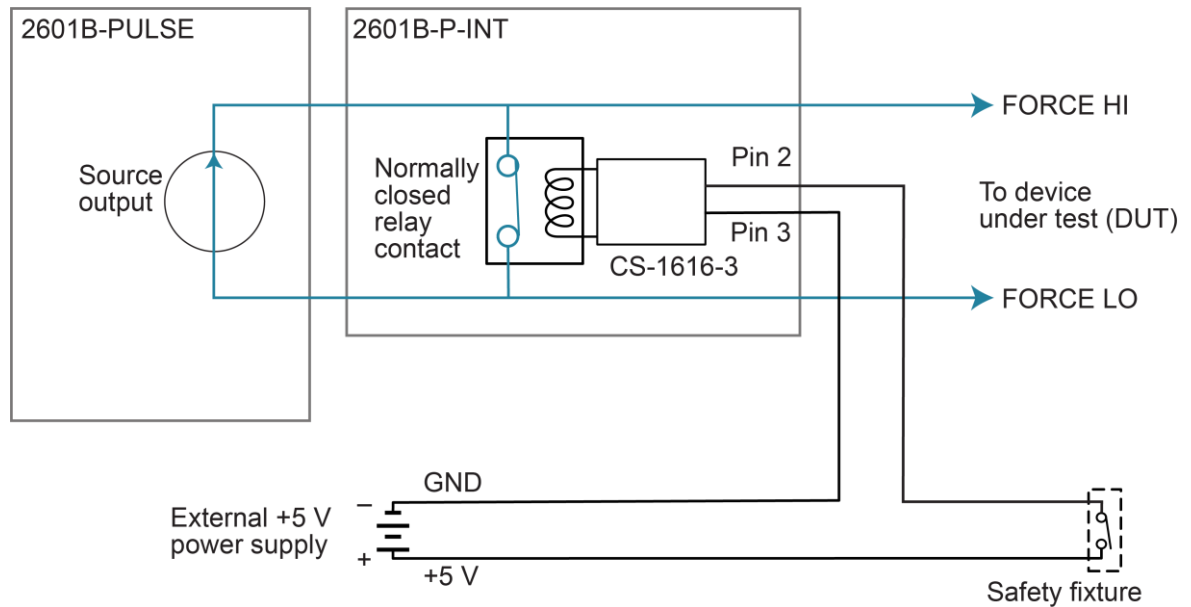 2601B-PULSE
2601B-P-INT
FORCE HI
Source
output
Normally
closed
relay
contact
Pin 2
Pin 3
CS-1616-3
To device
under test (DUT)
FORCE LO
GND
–
External +5 V
power supply
+
+5 V
Safety fixture